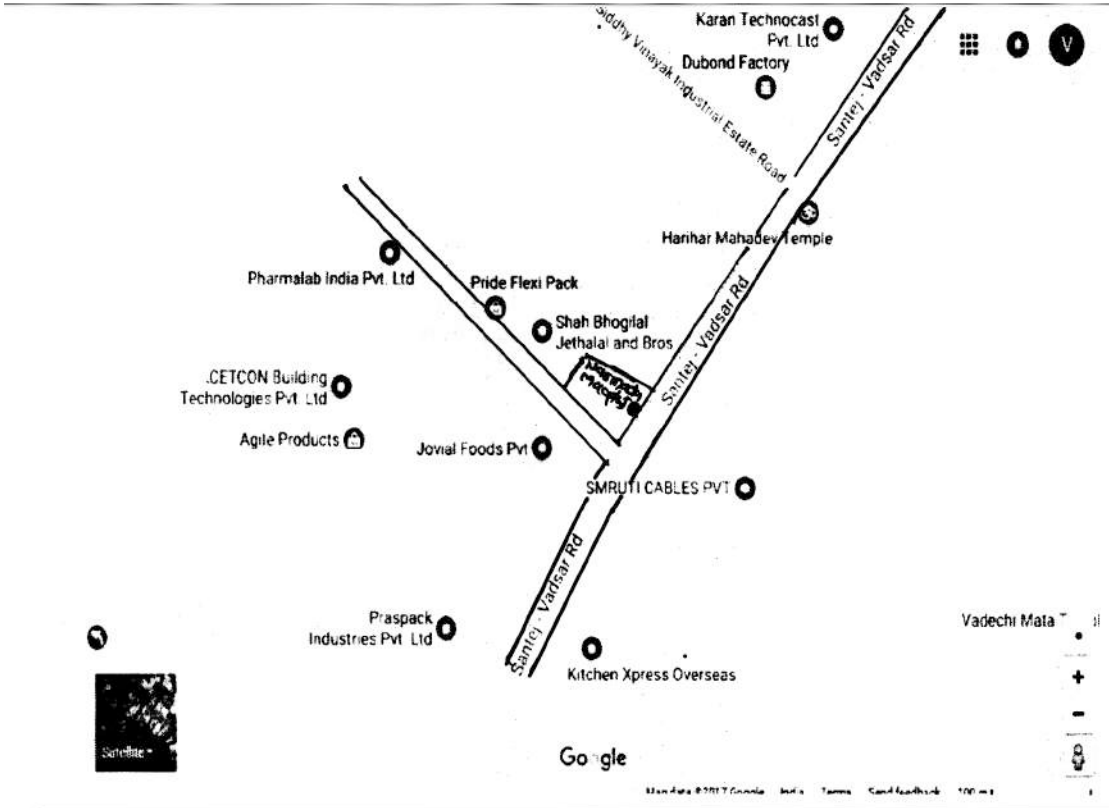 Karan Technocast
Pvt. Ltd
Dubond Factory
Siddhy Vinayak Industrial Estate Road
Santej - Vadsar Rd
V
Harihar Mahadev Temple
Pharmalab India Pvt. Ltd
Pride Flexi Pack
Shah Bhogilal
Jethalal and Bros
Santej - Vadsar Rd
Santej - Vadsar Rd
.CETCON Building
Technologies Pvt. Ltd
Agile Products
Jovial Foods Pvt
SMRUTI CABLES PVT
Santej - Vadsar Rd
Praspack
Industries Pvt. Ltd
Kitchen Xpress Overseas
Vadechi Mata
Satellite
Google
Map data ©2017 Google India Terms Send feedback 100 m